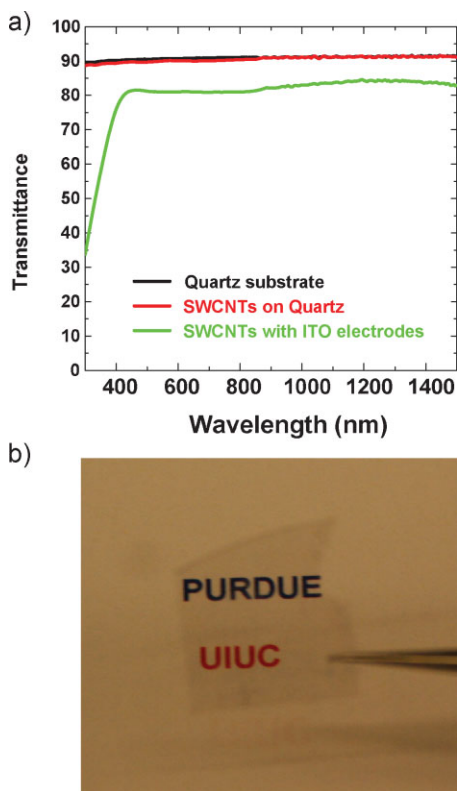 a)
100
90
80
70
60
50
40
30
20
10
0
Transmittance
Quartz substrate
SWCNTs on Quartz
SWCNTs with ITO electrodes
400 600 800 1000 1200 1400
Wavelength (nm)
b)
PURDUE
UIUC